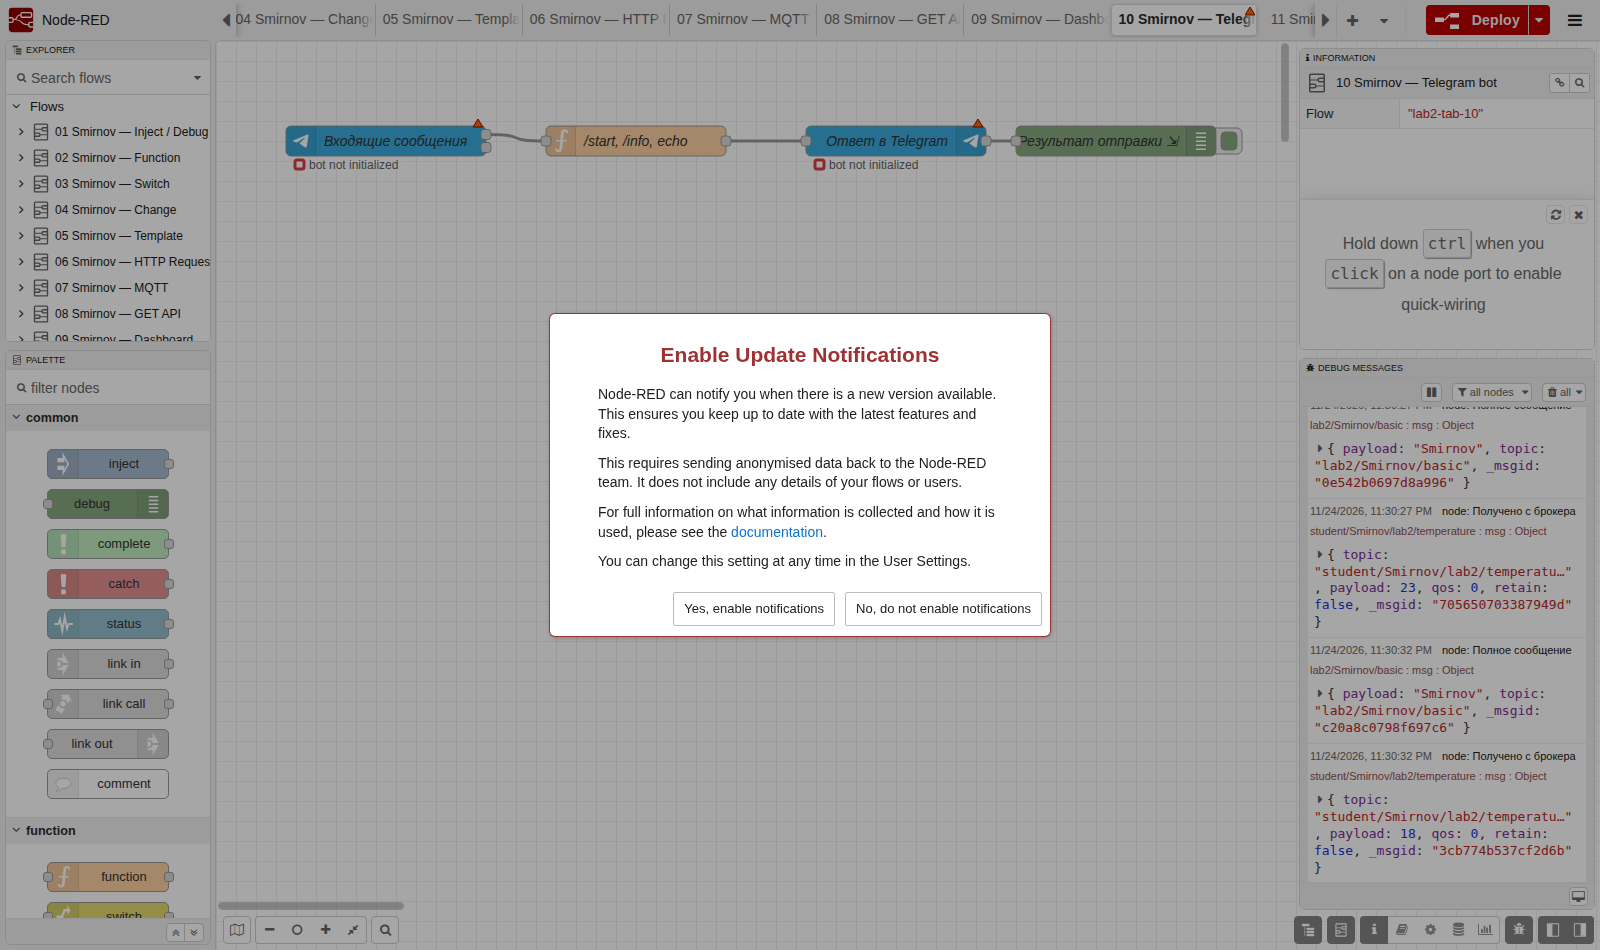 Node-RED
04 Smirnov — Chang
05 Smirnov — Templa
06 Smirnov — HTTP
07 Smirnov — MQTT
08 Smirnov — GET A
09 Smirnov — Dashb
10 Smirnov — Teleg
11 Smi
Deploy
EXPLORER
Search flows
Flows
01 Smirnov — Inject / Debug
02 Smirnov — Function
03 Smirnov — Switch
04 Smirnov — Change
05 Smirnov — Template
06 Smirnov — HTTP Reques
07 Smirnov — MQTT
08 Smirnov — GET API
09 Smirnov — Dashboard
PALETTE
filter nodes
common
inject
debug
complete
catch
status
link in
link call
link out
comment
function
function
switch
Входящие сообщения
bot not initialized
/start, /info, echo
Ответ в Telegram
bot not initialized
Результат отправки
Enable Update Notifications
Node-RED can notify you when there is a new version available.
This ensures you keep up to date with the latest features and
fixes.
This requires sending anonymised data back to the Node-RED
team. It does not include any details of your flows or users.
For full information on what information is collected and how it is
used, please see the documentation.
You can change this setting at any time in the User Settings.
Yes, enable notifications
No, do not enable notifications
INFORMATION
10 Smirnov — Telegram bot
Flow "lab2-tab-10"
Hold down ctrl when you
click on a node port to enable
quick-wiring
DEBUG MESSAGES
all nodes
all
11/24/2026, 11:30:27 PM node: Полное сообщение
lab2/Smirnov/basic : msg : Object
{ payload: "Smirnov", topic:
"lab2/Smirnov/basic", _msgid:
"0e542b0697d8a996" }
11/24/2026, 11:30:27 PM node: Получено с брокера
student/Smirnov/lab2/temperature : msg : Object
{ topic:
"student/Smirnov/lab2/temperatu…"
, payload: 23, qos: 0, retain:
false, _msgid: "705650703387949d"
}
11/24/2026, 11:30:32 PM node: Полное сообщение
lab2/Smirnov/basic : msg : Object
{ payload: "Smirnov", topic:
"lab2/Smirnov/basic", _msgid:
"c20a8c0798f697c6" }
11/24/2026, 11:30:32 PM node: Получено с брокера
student/Smirnov/lab2/temperature : msg : Object
{ topic:
"student/Smirnov/lab2/temperatu…"
, payload: 18, qos: 0, retain:
false, _msgid: "3cb774b537cf2d6b"
}